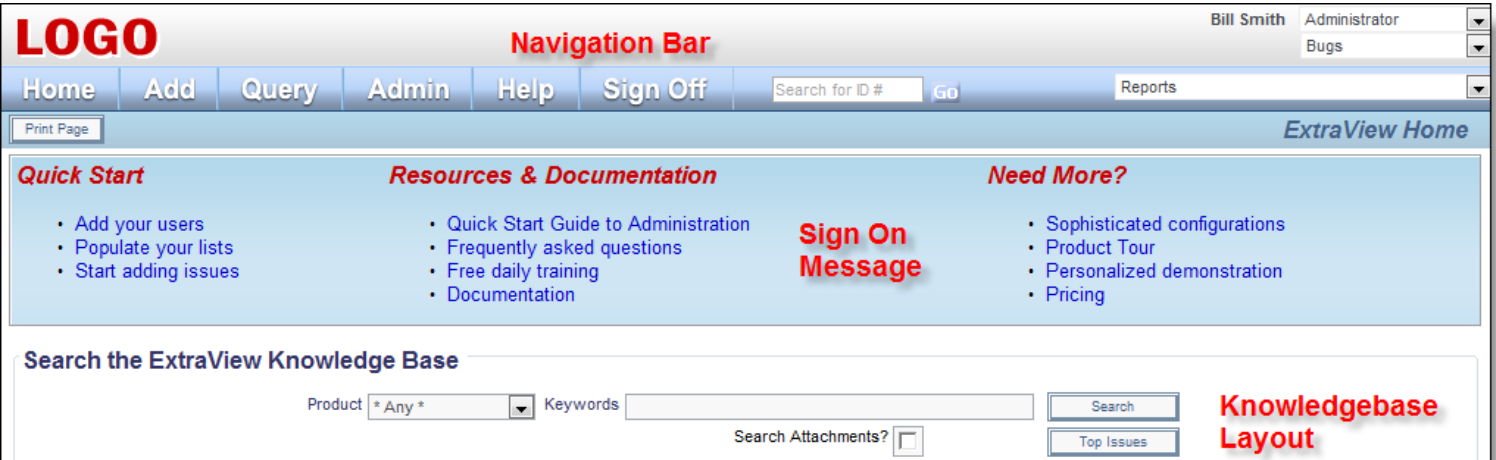 LOGO
Navigation Bar
Bill Smith Administrator
Bugs
Home Add Query Admin Help Sign Off Search for ID # Go Reports
Print Page ExtraView Home
Quick Start
• Add your users
• Populate your lists
• Start adding issues
Resources & Documentation
• Quick Start Guide to Administration
• Frequently asked questions
• Free daily training
• Documentation
Sign On
Message
Need More?
• Sophisticated configurations
• Product Tour
• Personalized demonstration
• Pricing
Search the ExtraView Knowledge Base
Product * Any * Keywords Search
Search Attachments? Top Issues
Knowledgebase
Layout